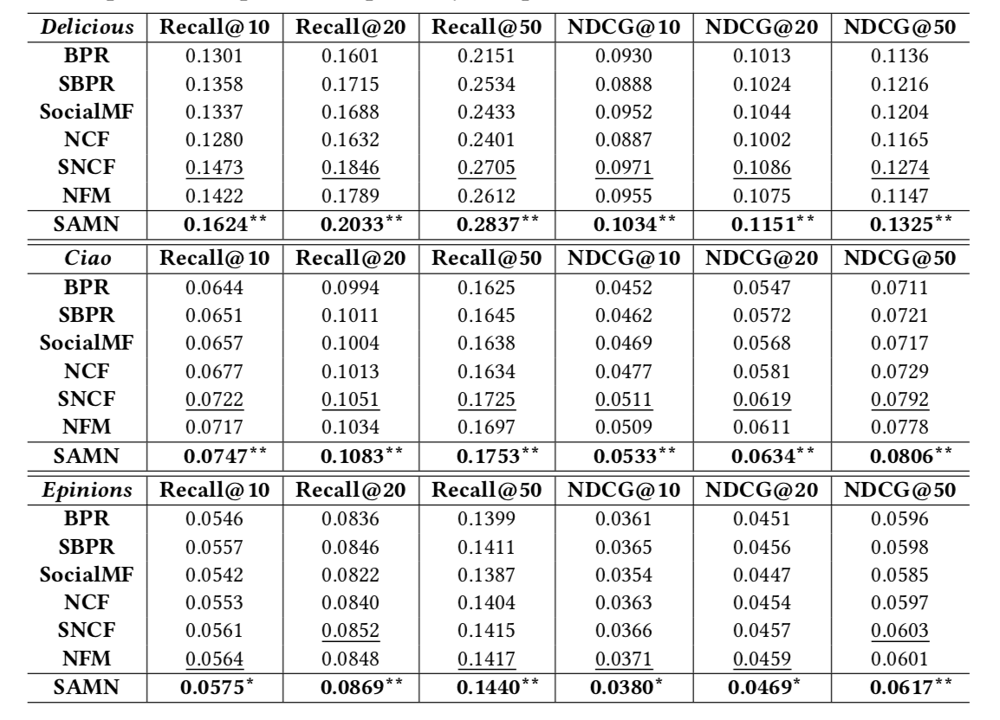 Delicious Recall@10 Recall@20 Recall@50 NDCG@10 NDCG@20 NDCG@50
BPR 0.1301 0.1601 0.2151 0.0930 0.1013 0.1136
SBPR 0.1358 0.1715 0.2534 0.0888 0.1024 0.1216
SocialMF 0.1337 0.1688 0.2433 0.0952 0.1044 0.1204
NCF 0.1280 0.1632 0.2401 0.0887 0.1002 0.1165
SNCF 0.1473 0.1846 0.2705 0.0971 0.1086 0.1274
NFM 0.1422 0.1789 0.2612 0.0955 0.1075 0.1147
SAMN 0.1624** 0.2033** 0.2837** 0.1034** 0.1151** 0.1325**
Ciao Recall@10 Recall@20 Recall@50 NDCG@10 NDCG@20 NDCG@50
BPR 0.0644 0.0994 0.1625 0.0452 0.0547 0.0711
SBPR 0.0651 0.1011 0.1645 0.0462 0.0572 0.0721
SocialMF 0.0657 0.1004 0.1638 0.0469 0.0568 0.0717
NCF 0.0677 0.1013 0.1634 0.0477 0.0581 0.0729
SNCF 0.0722 0.1051 0.1725 0.0511 0.0619 0.0792
NFM 0.0717 0.1034 0.1697 0.0509 0.0611 0.0778
SAMN 0.0747** 0.1083** 0.1753** 0.0533** 0.0634** 0.0806**
Epinions Recall@10 Recall@20 Recall@50 NDCG@10 NDCG@20 NDCG@50
BPR 0.0546 0.0836 0.1399 0.0361 0.0451 0.0596
SBPR 0.0557 0.0846 0.1411 0.0365 0.0456 0.0598
SocialMF 0.0542 0.0822 0.1387 0.0354 0.0447 0.0585
NCF 0.0553 0.0840 0.1404 0.0363 0.0454 0.0597
SNCF 0.0561 0.0852 0.1415 0.0366 0.0457 0.0603
NFM 0.0564 0.0848 0.1417 0.0371 0.0459 0.0601
SAMN 0.0575* 0.0869** 0.1440** 0.0380* 0.0469* 0.0617**